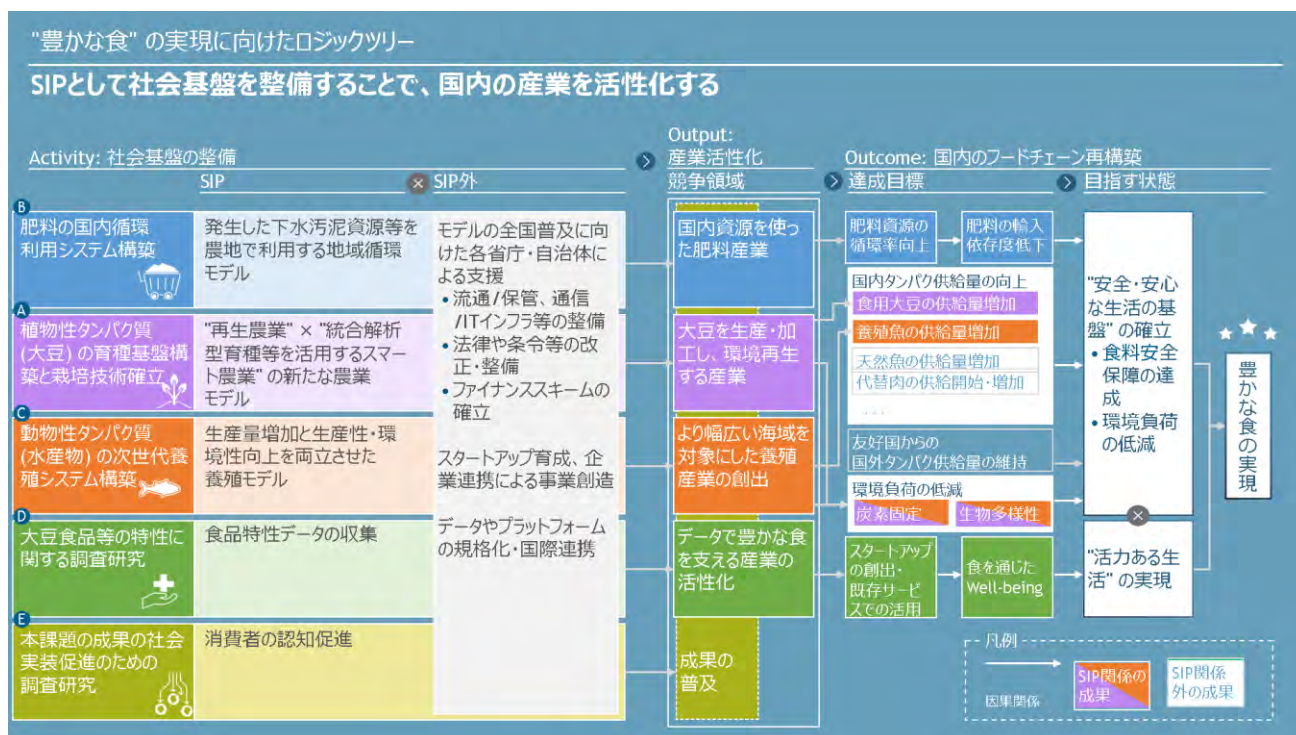 "豊かな食" の実現に向けたロジックツリー
SIPとして社会基盤を整備することで、国内の産業を活性化する
Activity: 社会基盤の整備
SIP
SIP外
Output:
産業活性化
競争領域
Outcome: 国内のフードチェーン再構築
達成目標
目指す状態
B
肥料の国内循環
利用システム構築
発生した下水汚泥資源等を
農地で利用する地域循環
モデル
A
植物性タンパク質
(大豆) の育種基盤構
築と栽培技術確立
"再生農業" × "統合解析
型育種等を活用するスマー
ト農業" の新たな農業
モデル
C
動物性タンパク質
(水産物) の次世代養
殖システム構築
生産量増加と生産性・環
境性向上を両立させた
養殖モデル
D
大豆食品等の特性に
関する調査研究
食品特性データの収集
E
本課題の成果の社会
実装促進のための
調査研究
消費者の認知促進
モデルの全国普及に向
けた各省庁・自治体に
よる支援
•流通/保管、通信
/ITインフラ等の整備
•法律や条令等の改
正・整備
•ファイナンススキームの
確立
スタートアップ育成、企
業連携による事業創造
データやプラットフォーム
の規格化・国際連携
国内資源を使っ
た肥料産業
大豆を生産・加
工し、環境再生
する産業
より幅広い海域を
対象にした養殖
産業の創出
データで豊かな食
を支える産業の
活性化
成果の
普及
肥料資源の
循環率向上
肥料の輸入
依存度低下
国内タンパク供給量の向上
食用大豆の供給量増加
養殖魚の供給量増加
天然魚の供給量増加
代替肉の供給開始・増加
...
友好国からの
国外タンパク供給量の維持
環境負荷の低減
炭素固定
生物多様性
スタートアップ
の創出・
既存サービ
スでの活用
食を通じた
Well-being
"安全・安心
な生活の基
盤" の確立
•食料安全
保障の達
成
•環境負荷
の低減
"活力ある生
活" の実現
豊かな食の実現
凡例
因果関係
SIP関係の
成果
SIP関係
外の成果